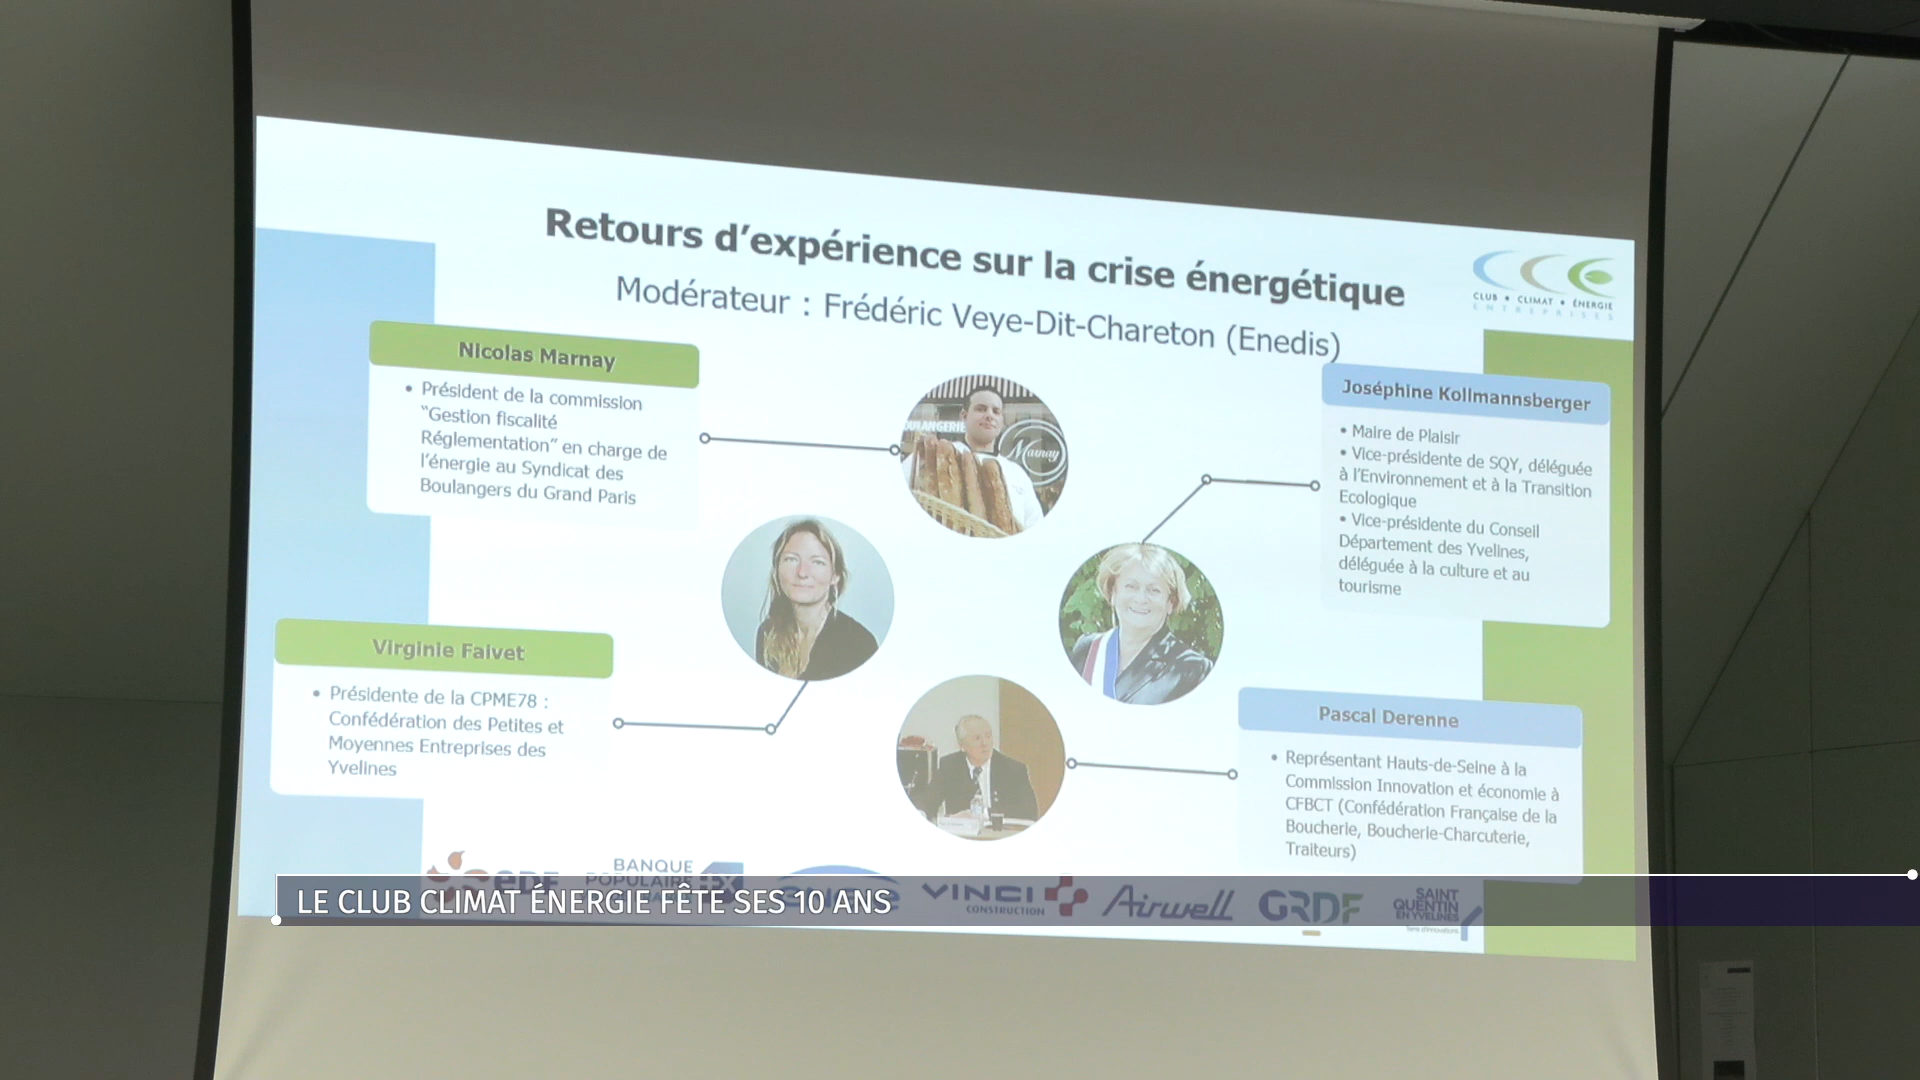 Retours d'expérience sur la crise énergétique
Modérateur : Frédéric Veye-Dit-Chareton (Enedis)
CLUB • CLIMAT • ÉNERGIE
ENTREPRISES
Nicolas Marnay
• Président de la commission
"Gestion fiscalité
Réglementation" en charge de
l'énergie au Syndicat des
Boulangers du Grand Paris
BOULANGERIE
Marnay
Joséphine Kollmannsberger
• Maire de Plaisir
• Vice-présidente de SQY, déléguée
à l'Environnement et à la Transition
Ecologique
• Vice-présidente du Conseil
Département des Yvelines,
déléguée à la culture et au
tourisme
Virginie Faivet
• Présidente de la CPME78 :
Confédération des Petites et
Moyennes Entreprises des
Yvelines
Pascal Derenne
• Représentant Hauts-de-Seine à la
Commission Innovation et économie à
CFBCT (Confédération Française de la
Boucherie, Boucherie-Charcuterie,
Traiteurs)
eDF
BANQUE
POPULAIRE
VINCI
CONSTRUCTION
Airwell
GRDF
SAINT
QUENTIN
EN YVELINES
Terre d'innovations
LE CLUB CLIMAT ÉNERGIE FÊTE SES 10 ANS